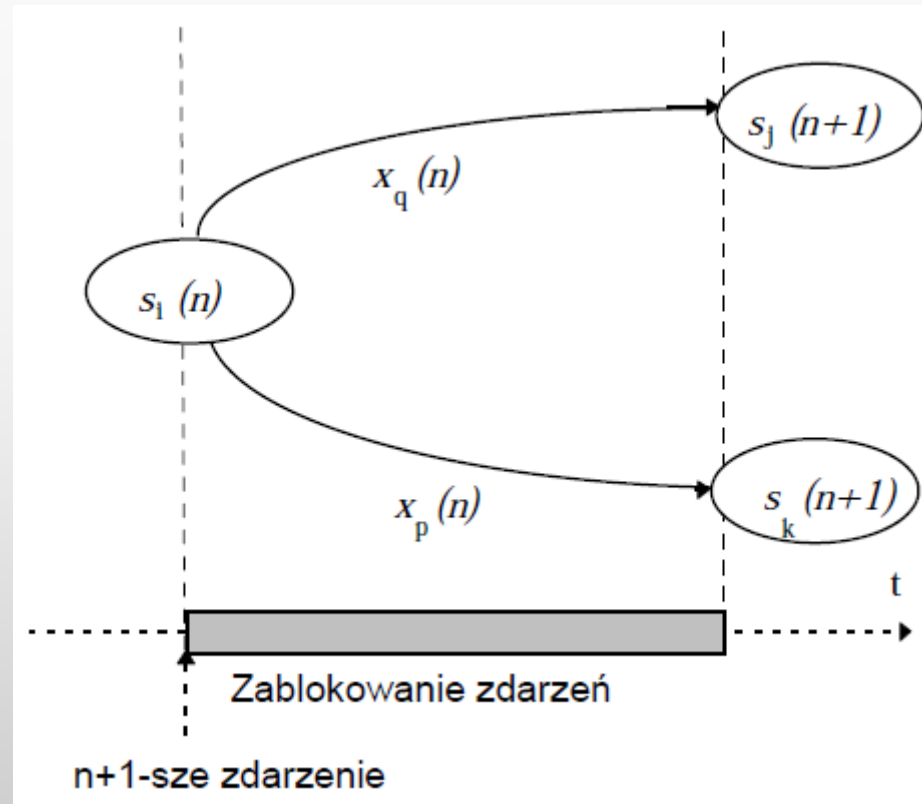 s_j (n+1)
x_q (n)
s_i (n)
x_p (n)
s_k (n+1)
t
Zablokowanie zdarzeń
n+1-sze zdarzenie